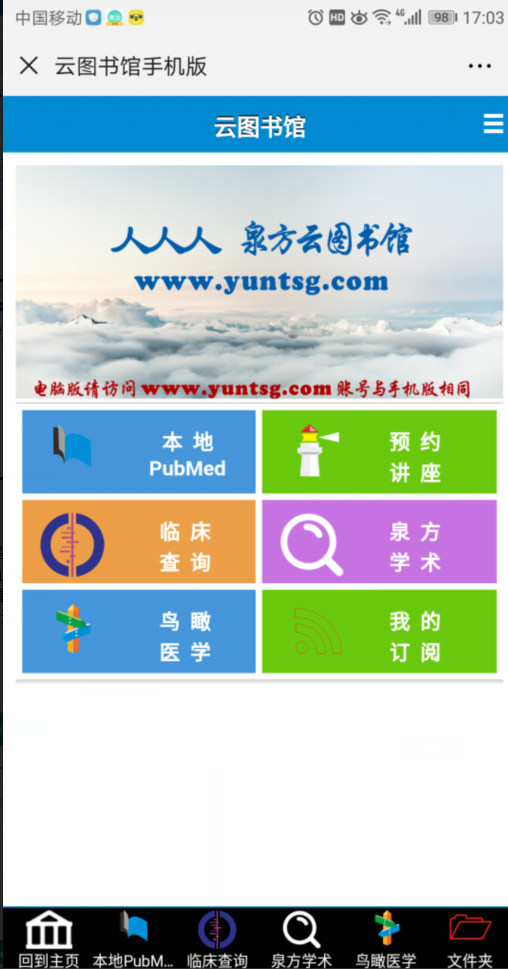 中国移动 HD 4G 98 17:03
云图书馆手机版
云图书馆
人人人 泉方云图书馆
www.yuntsg.com
电脑版请访问 www.yuntsg.com 账号与手机版相同
本 地
PubMed
预 约
讲 座
临 床
查 询
泉 方
学 术
鸟 瞰
医 学
我 的
订 阅
回到主页 本地PubM... 临床查询 泉方学术 鸟瞰医学 文件夹